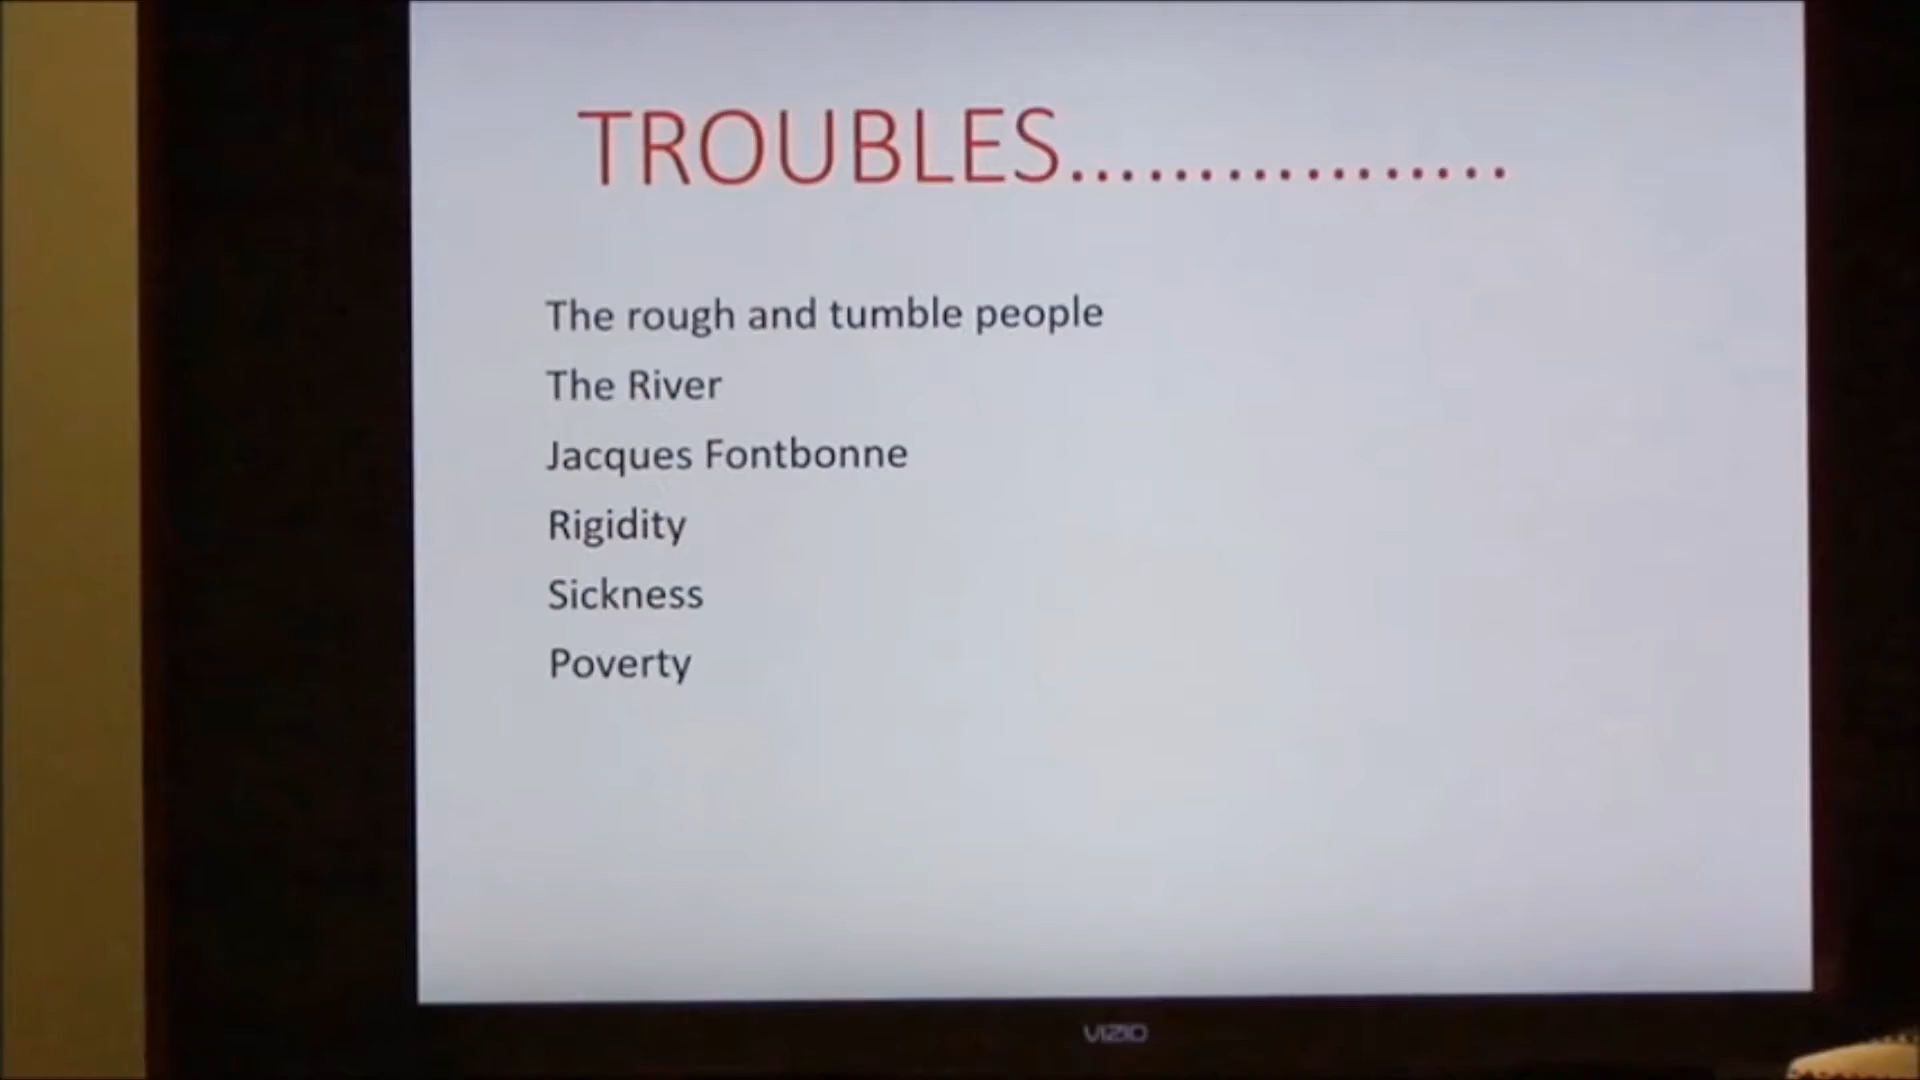 TROUBLES.................
The rough and tumble people
The River
Jacques Fontbonne
Rigidity
Sickness
Poverty
VIZIO